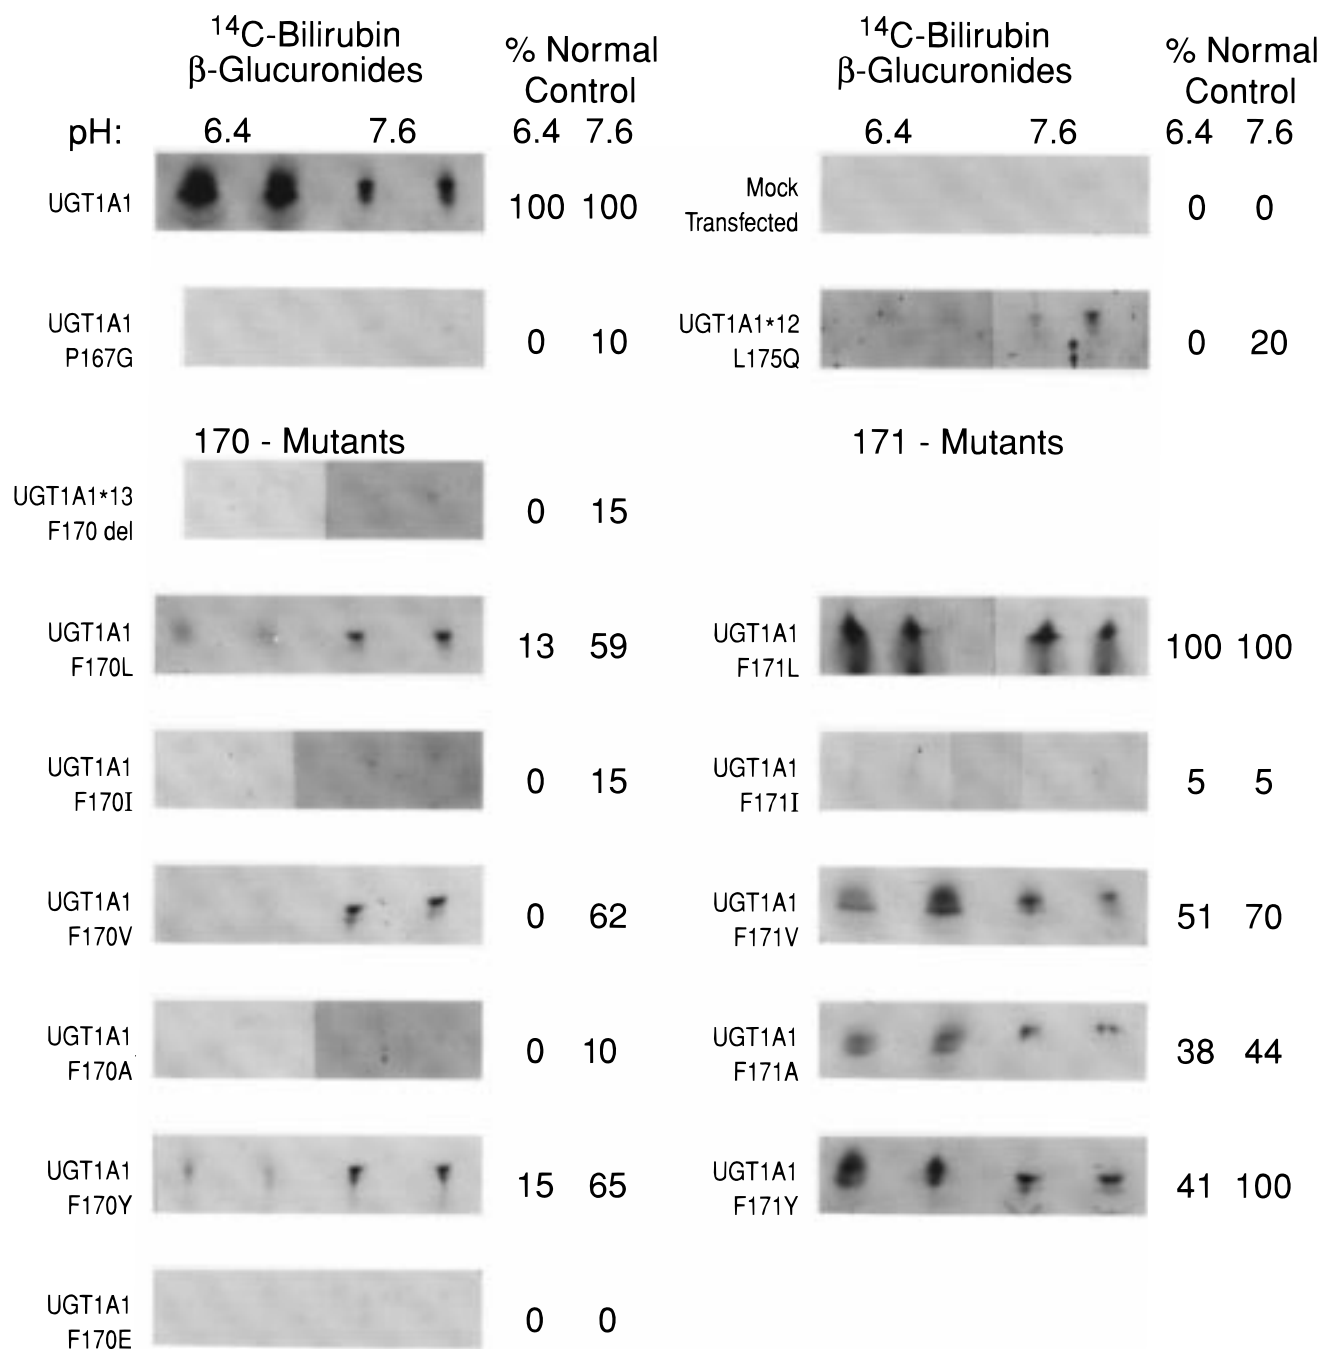 14C-Bilirubin
β-Glucuronides
% Normal
Control
pH: 6.4 7.6 6.4 7.6
UGT1A1 100 100
UGT1A1
P167G
0 10
170 - Mutants
UGT1A1*13
F170 del
0 15
UGT1A1
F170L
13 59
UGT1A1
F170I
0 15
UGT1A1
F170V
0 62
UGT1A1
F170A
0 10
UGT1A1
F170Y
15 65
UGT1A1
F170E
0 0
14C-Bilirubin
β-Glucuronides
% Normal
Control
6.4 7.6 6.4 7.6
Mock
Transfected
0 0
UGT1A1*12
L175Q
0 20
171 - Mutants
UGT1A1
F171L
100 100
UGT1A1
F171I
5 5
UGT1A1
F171V
51 70
UGT1A1
F171A
38 44
UGT1A1
F171Y
41 100